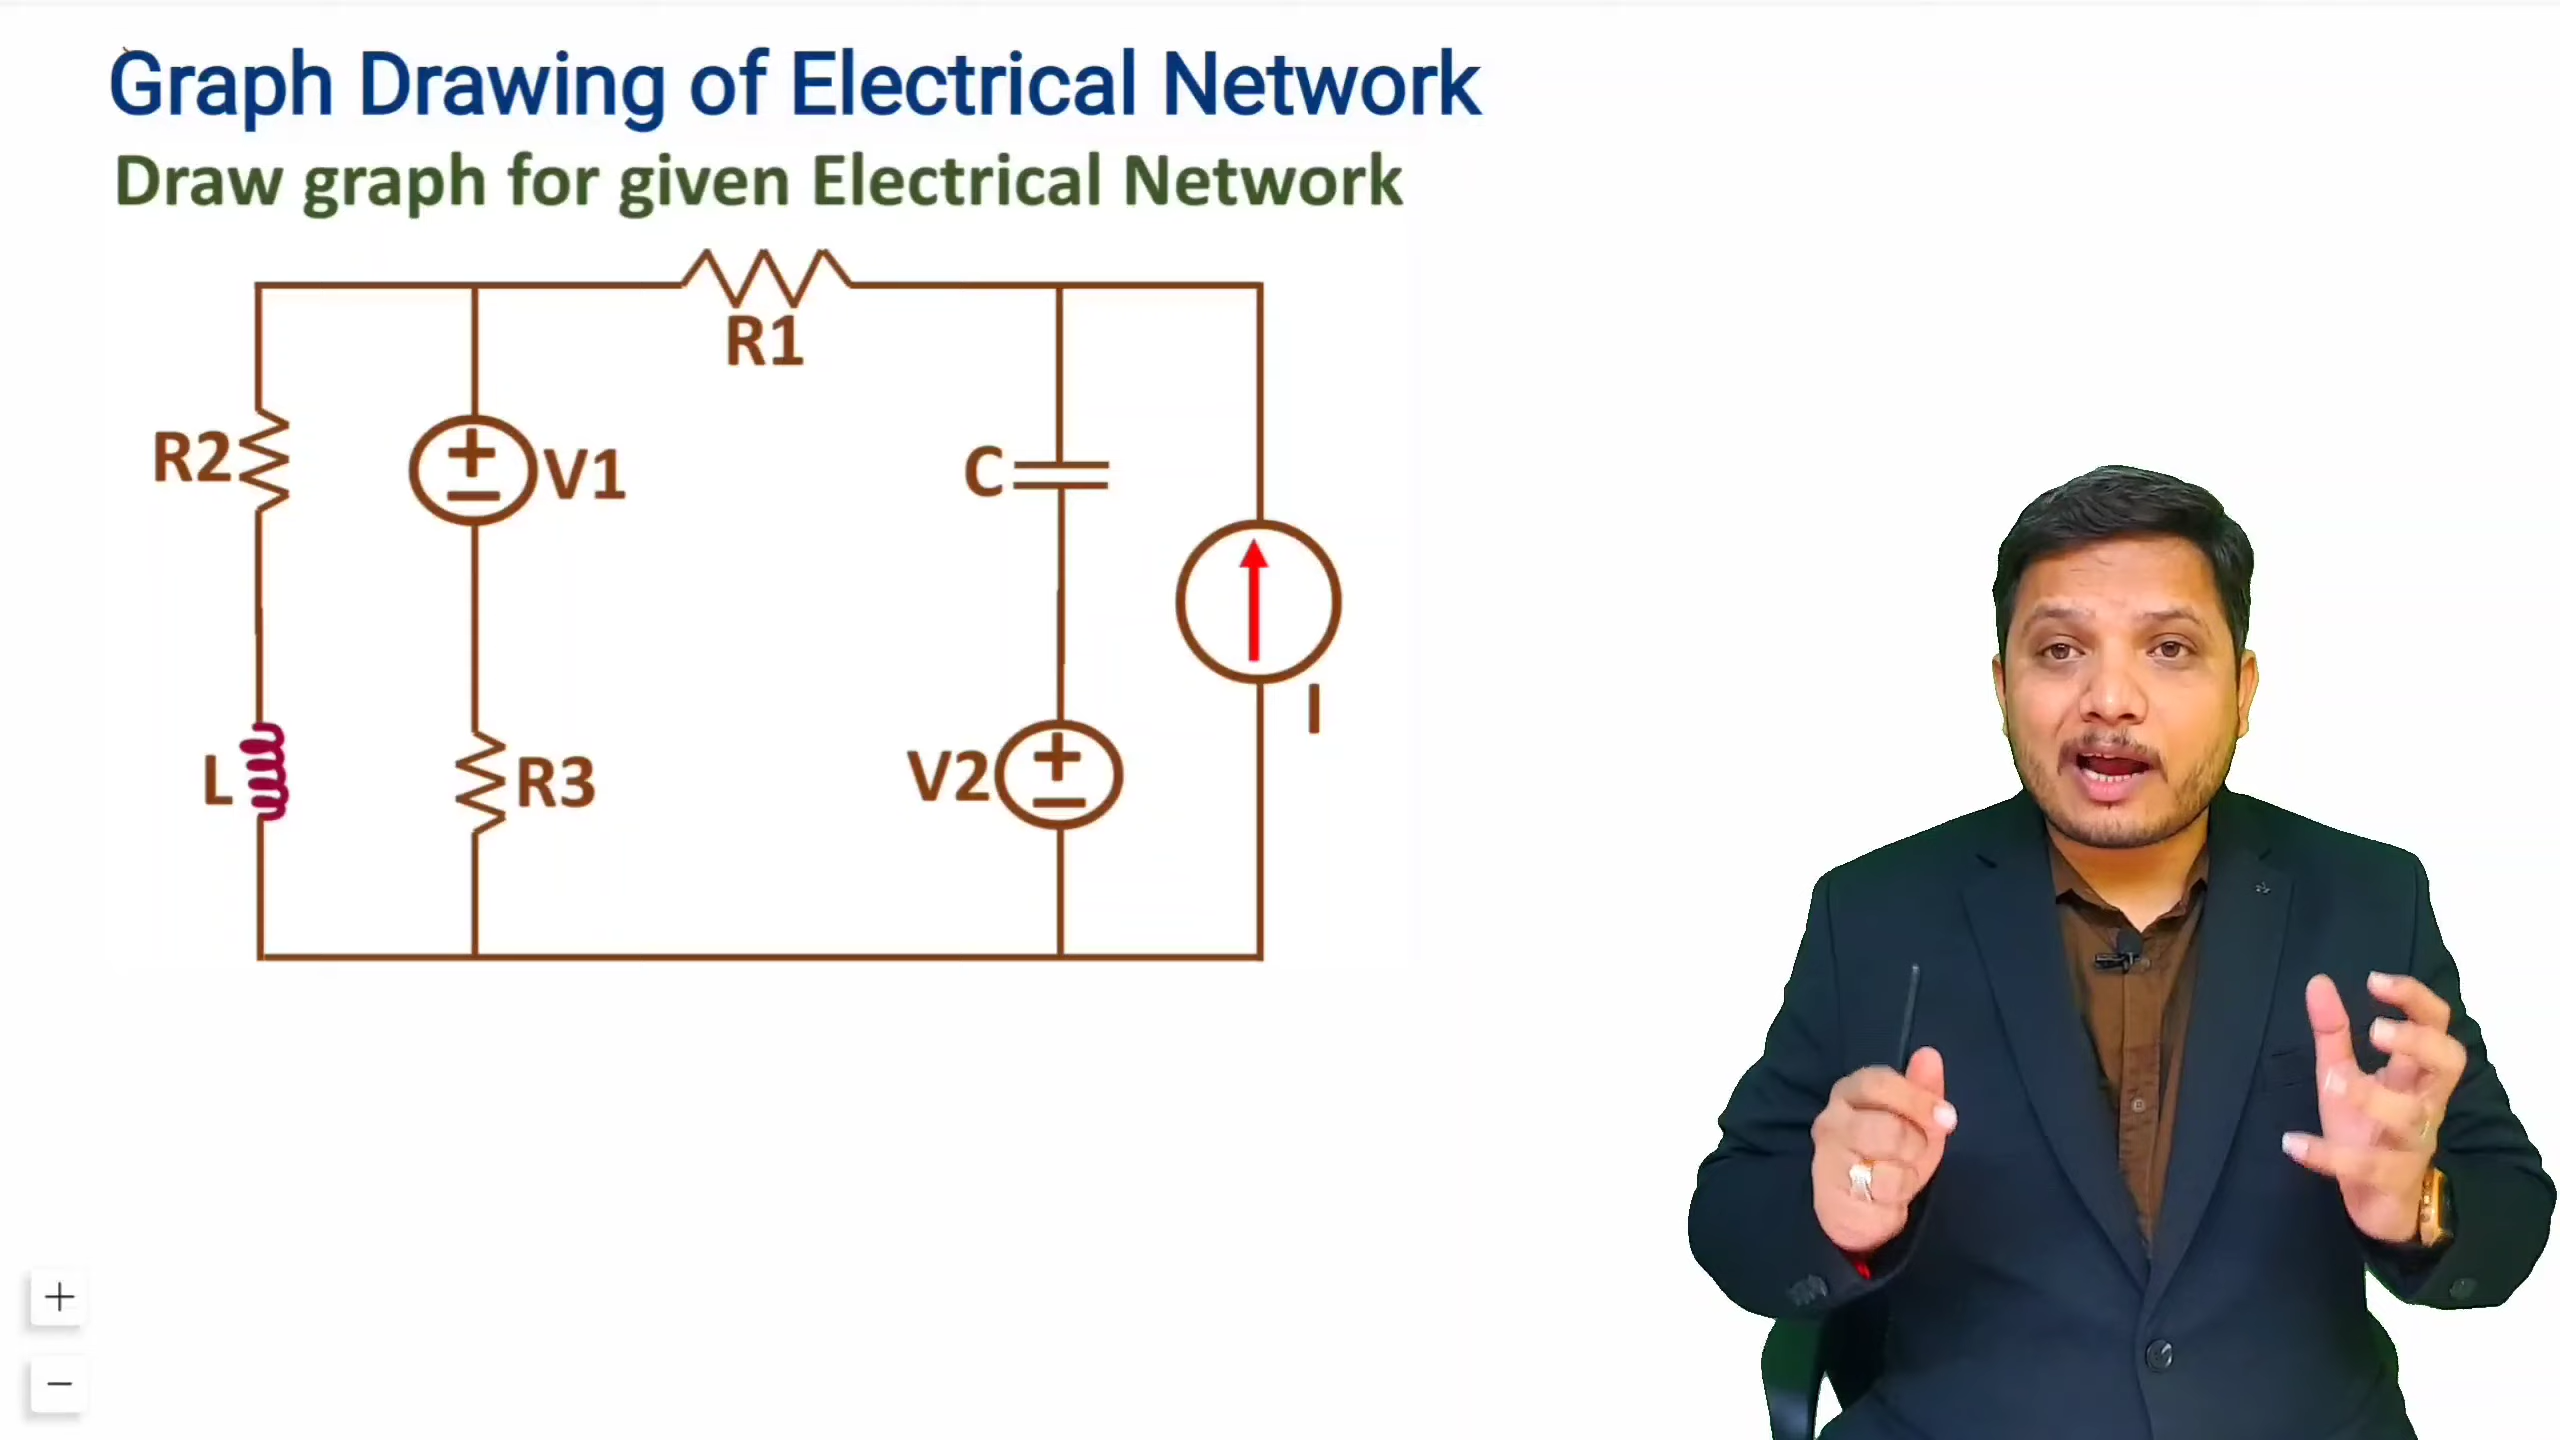 Graph Drawing of Electrical Network
Draw graph for given Electrical Network
R1
R2
V1
C
I
L
R3
V2